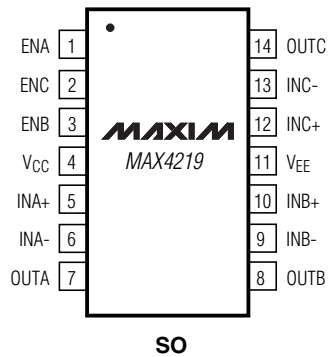 ENA 1 14 OUTC
ENC 2 13 INC-
ENB 3 MAXIM 12 INC+
VCC 4 MAX4219 11 VEE
INA+ 5 10 INB+
INA- 6 9 INB-
OUTA 7 8 OUTB
SO